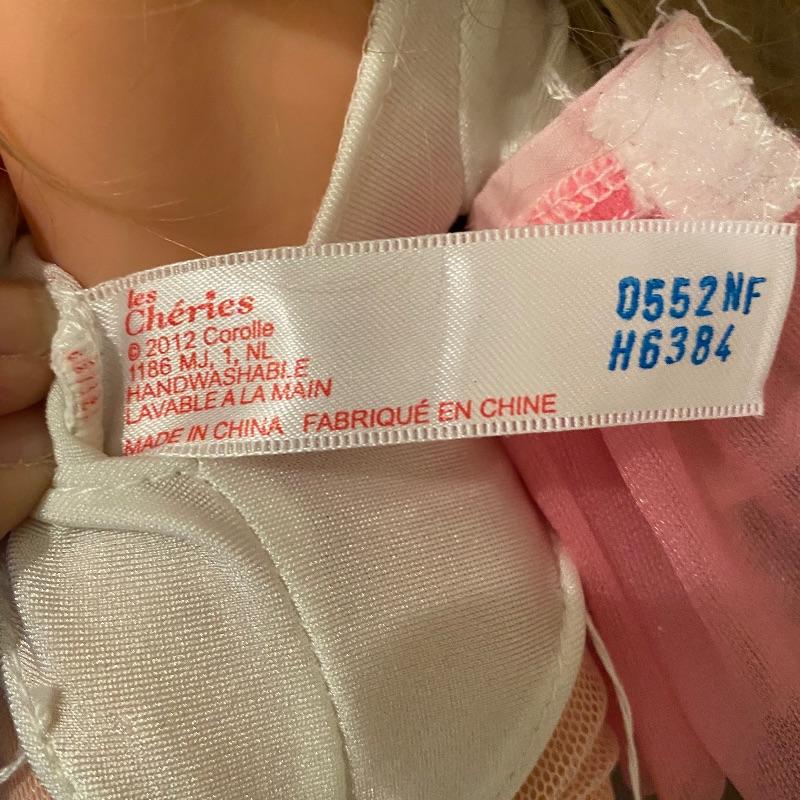 les
Chéries
© 2012 Corolle
1186 MJ, 1, NL
HANDWASHABLE
LAVABLE A LA MAIN
MADE IN CHINA FABRIQUÉ EN CHINE
0552NF
H6384